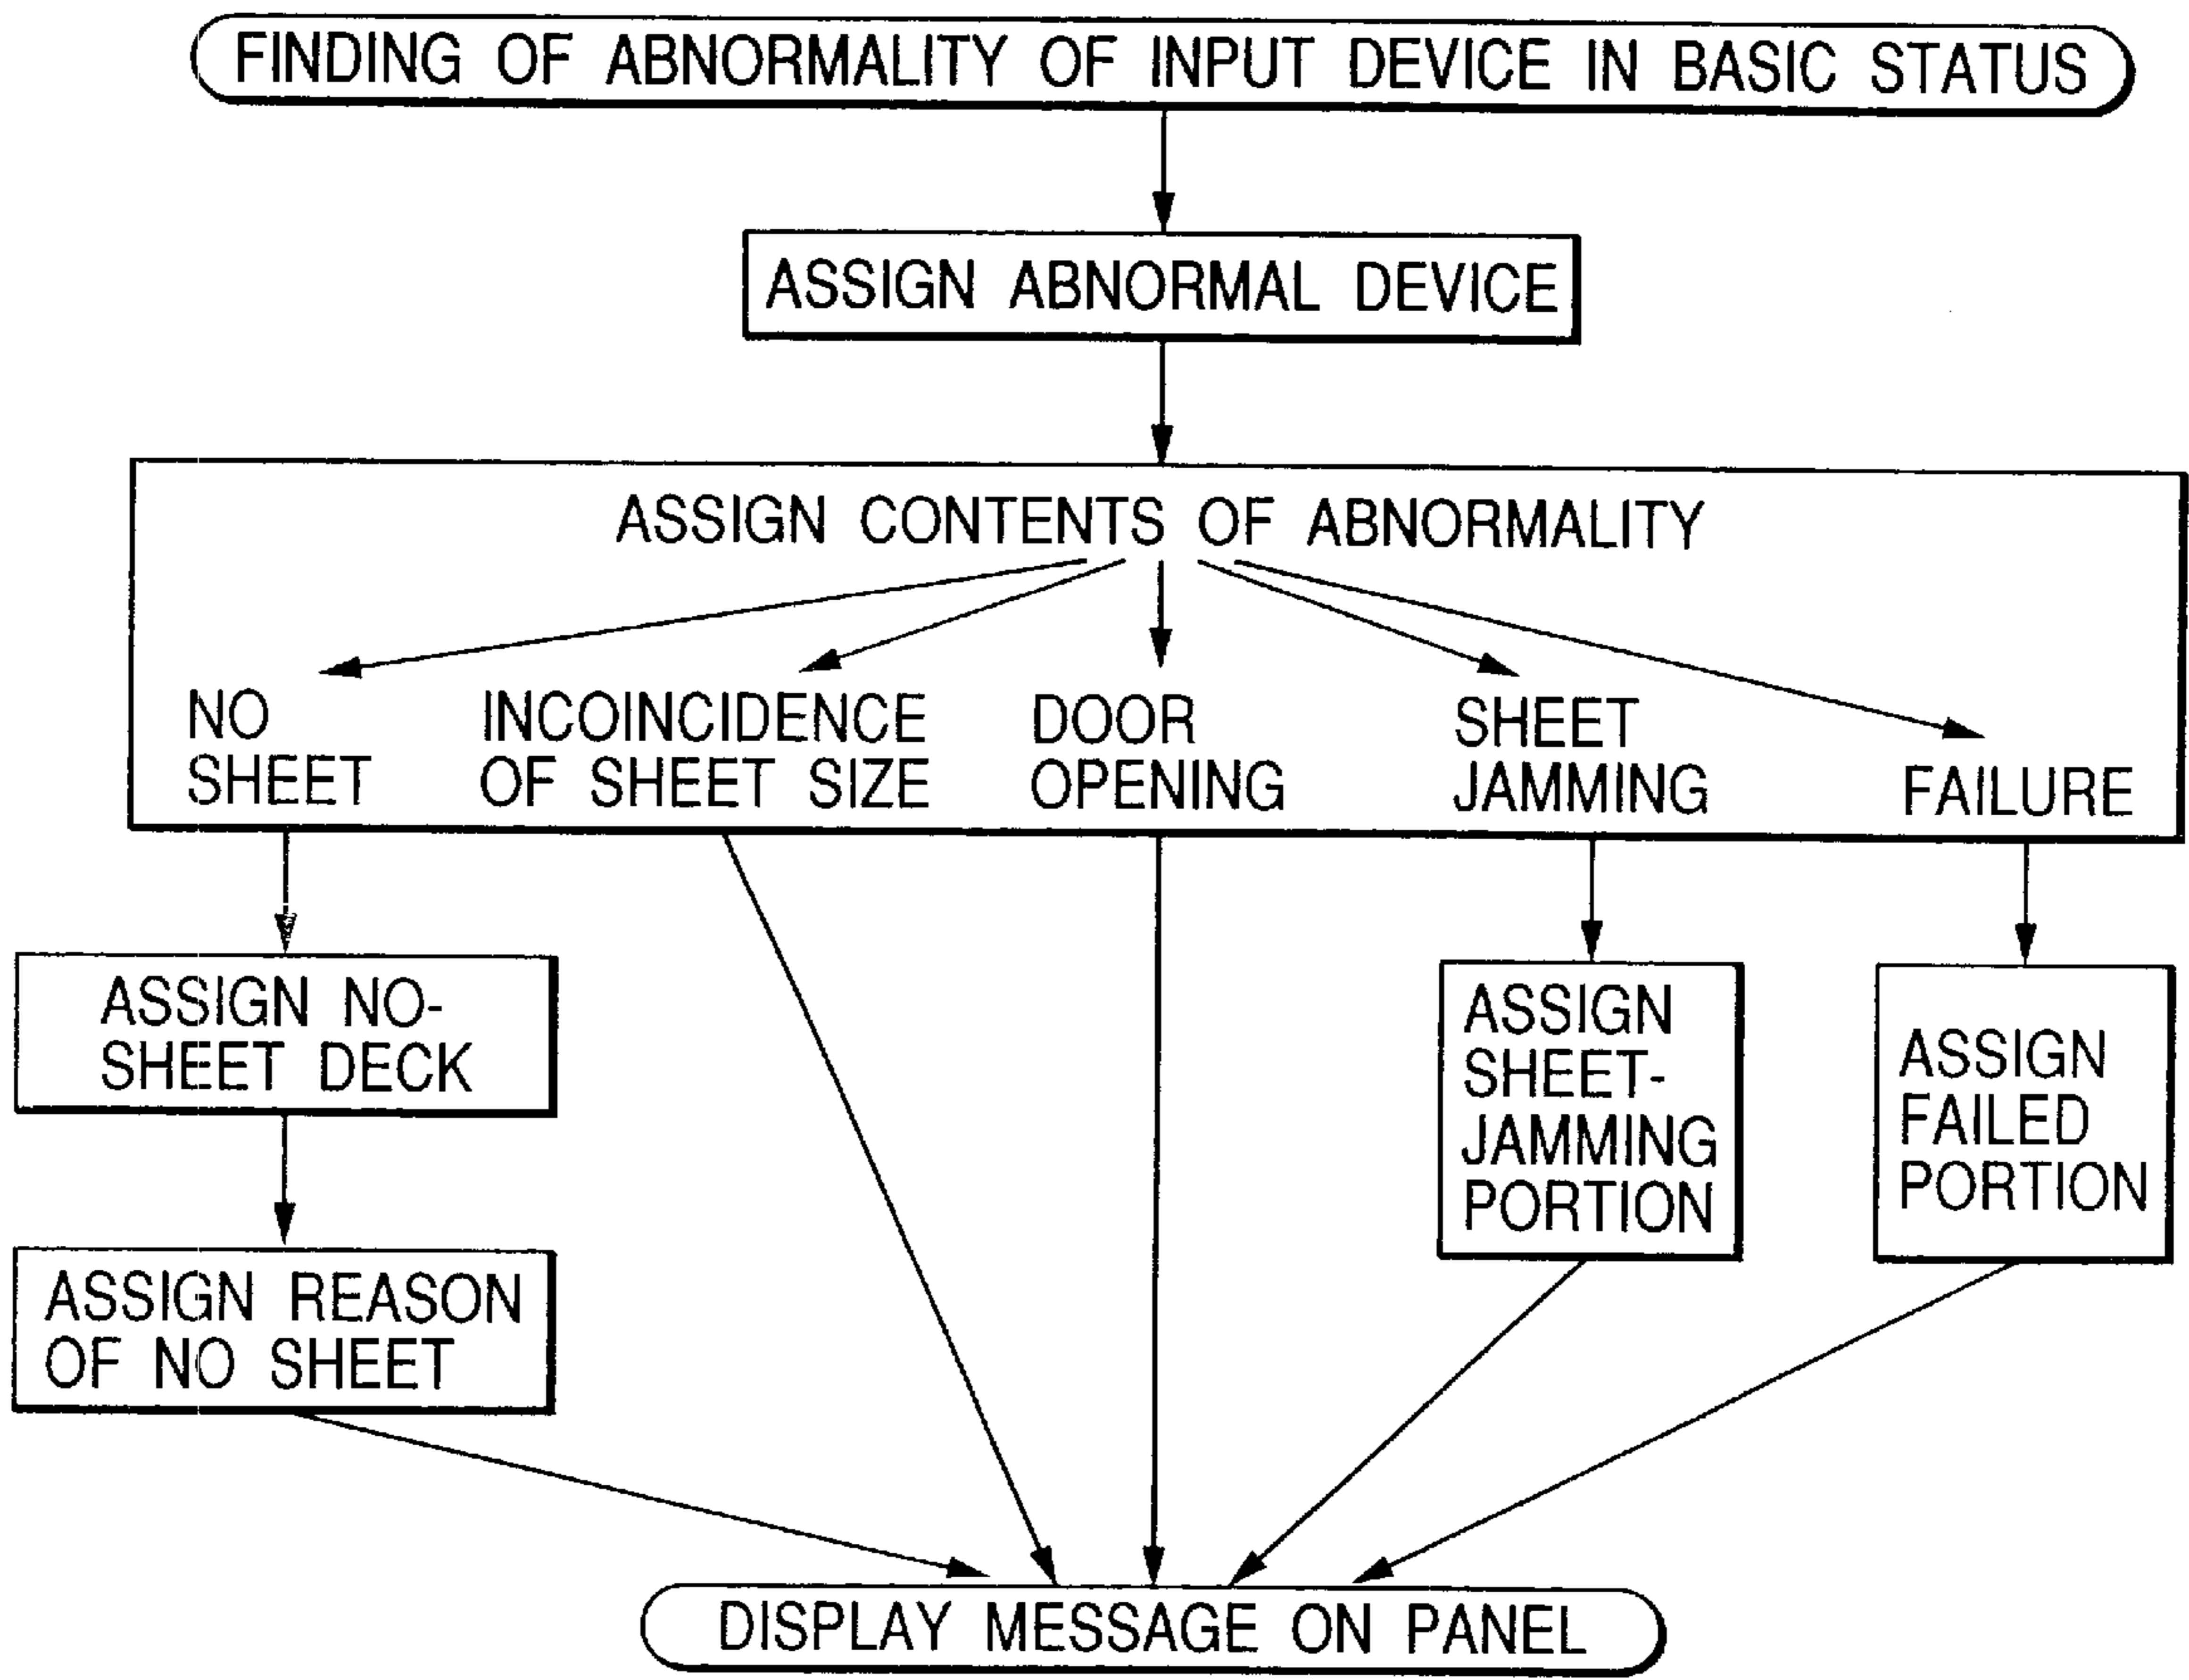 FINDING OF ABNORMALITY OF INPUT DEVICE IN BASIC STATUS
ASSIGN ABNORMAL DEVICE
ASSIGN CONTENTS OF ABNORMALITY
NO
SHEET
INCOINCIDENCE
OF SHEET SIZE
DOOR
OPENING
SHEET
JAMMING
FAILURE
ASSIGN NO-
SHEET DECK
ASSIGN REASON
OF NO SHEET
ASSIGN
SHEET-
JAMMING
PORTION
ASSIGN
FAILED
PORTION
DISPLAY MESSAGE ON PANEL